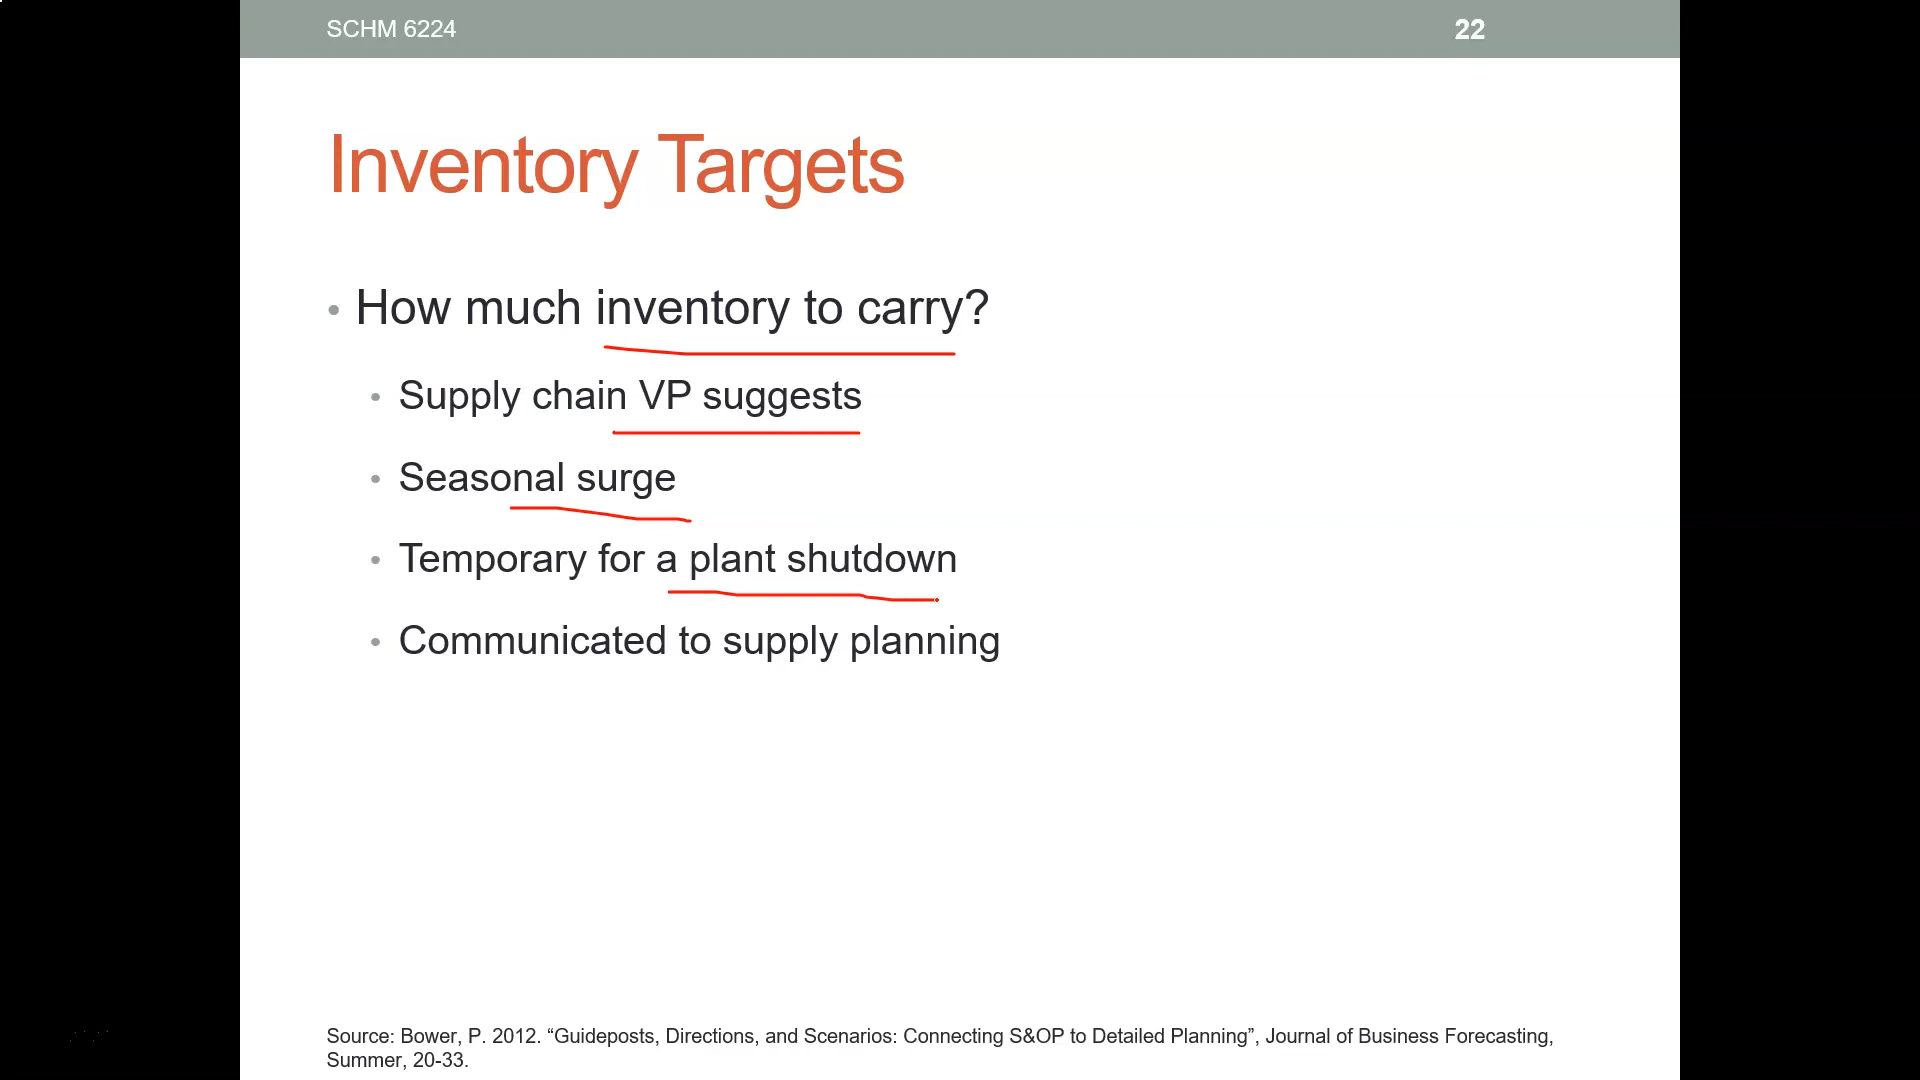 SCHM 6224
22
Inventory Targets
• How much inventory to carry?
• Supply chain VP suggests
• Seasonal surge
• Temporary for a plant shutdown
• Communicated to supply planning
Source: Bower, P. 2012. “Guideposts, Directions, and Scenarios: Connecting S&OP to Detailed Planning”, Journal of Business Forecasting,
Summer, 20-33.